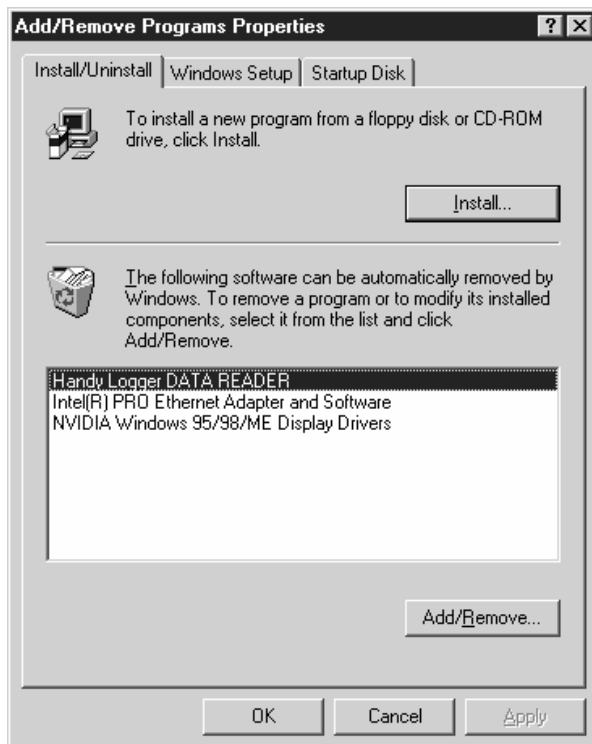 Add/Remove Programs Properties
Install/Uninstall
Windows Setup
Startup Disk
To install a new program from a floppy disk or CD-ROM
drive, click Install.
Install...
The following software can be automatically removed by
Windows. To remove a program or to modify its installed
components, select it from the list and click
Add/Remove.
Handy Logger DATA READER
Intel(R) PRO Ethernet Adapter and Software
NVIDIA Windows 95/98/ME Display Drivers
Add/Remove...
OK
Cancel
Apply